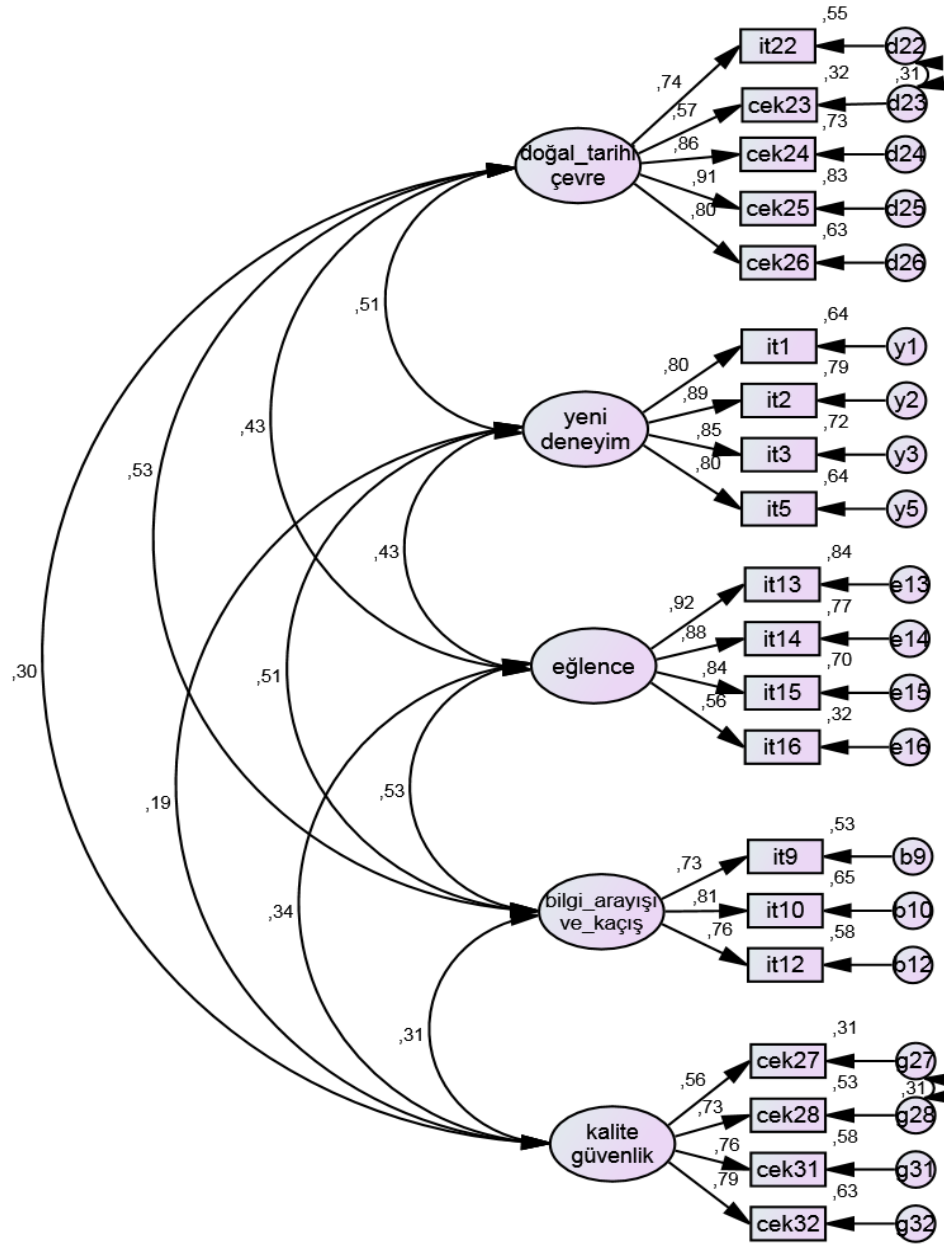 ,55
it22
d22
,74
,32
,31
,57
cek23
d23
,73
doğal_tarihi
çevre
,86
cek24
d24
,83
,91
cek25
d25
,80
,63
cek26
d26
,51
,64
it1
y1
,80
,79
,89
it2
y2
yeni
deneyim
,72
,85
it3
y3
,80
,64
it5
y5
,43
,53
,43
,84
it13
e13
,92
,77
,88
it14
e14
eğlence
,70
,84
it15
e15
,56
,32
it16
e16
,30
,51
,53
,19
,53
it9
b9
,73
,65
bilgi_arayışı
ve_kaçış
,81
it10
b10
,58
,76
it12
b12
,34
,31
,31
cek27
g27
,56
,53
,31
,73
cek28
g28
kalite
güvenlik
,58
,76
cek31
g31
,79
,63
cek32
g32